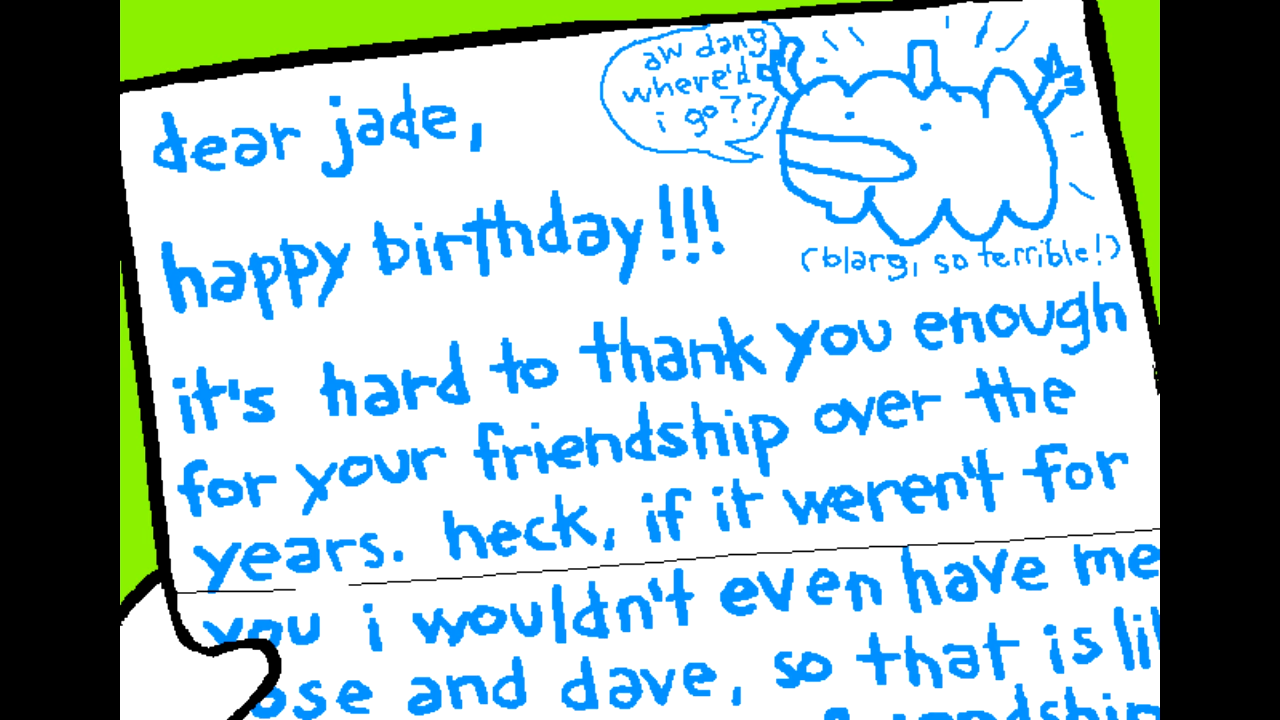 dear jade,
aw dang
where'd
i go??
(blarg, so terrible!)
happy birthday!!!
it's hard to thank you enough
for your friendship over the
years. heck, if it weren't for
you i wouldn't even have me
and dave, so that is